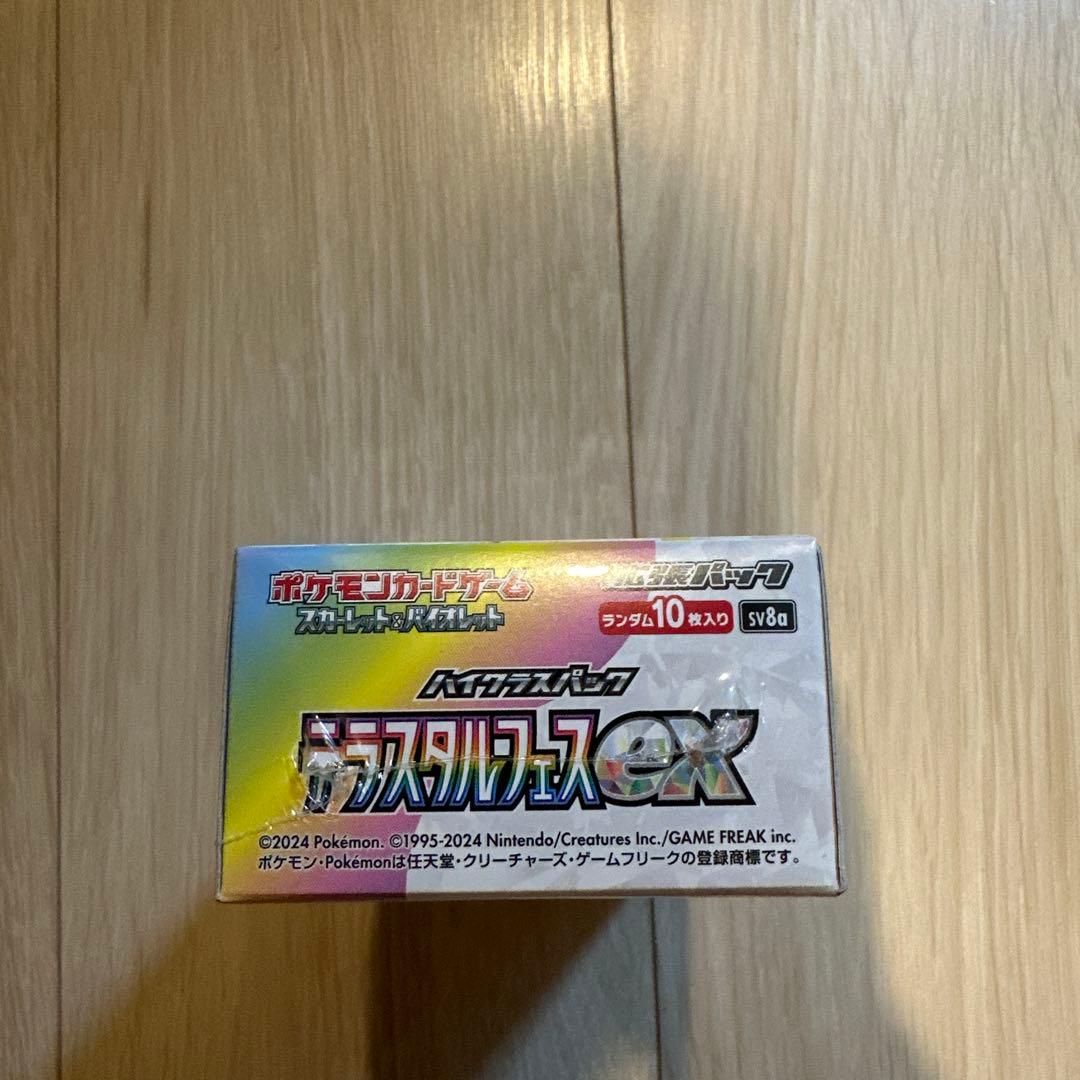 ポケモンカードゲーム
スカーレット&バイオレット
拡張パック
ランダム10枚入り
SV8a
ハイクラスパック
テラスタルフェスex
©2024 Pokémon. ©1995-2024 Nintendo/Creatures Inc./GAME FREAK inc.
ポケモン・Pokémonは任天堂・クリーチャーズ・ゲームフリークの登録商標です。